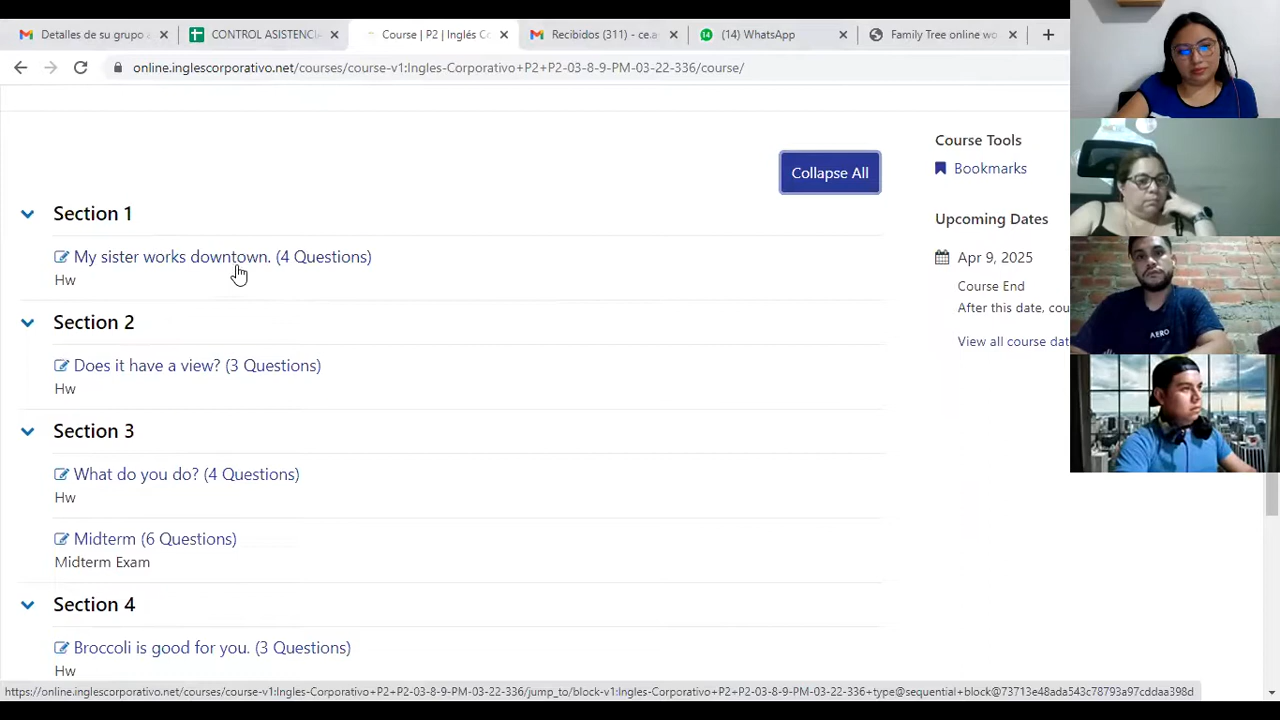 Detalles de su grupo
CONTROL ASISTENCI
Course | P2 | Inglés C
Recibidos (311) - ce.a
(14) WhatsApp
Family Tree online wo
online.inglescorporativo.net/courses/course-v1:Ingles-Corporativo+P2+P2-03-8-9-PM-03-22-336/course/
Course Tools
Collapse All
Bookmarks
Section 1
Upcoming Dates
My sister works downtown. (4 Questions)
Apr 9, 2025
Hw
Course End
After this date, cou
Section 2
View all course dat
Does it have a view? (3 Questions)
Hw
Section 3
What do you do? (4 Questions)
Hw
Midterm (6 Questions)
Midterm Exam
Section 4
Broccoli is good for you. (3 Questions)
Hw
https://online.inglescorporativo.net/courses/course-v1:Ingles-Corporativo+P2+P2-03-8-9-PM-03-22-336/jump_to/block-v1:Ingles-Corporativo+P2+P2-03-8-9-PM-03-22-336+type@sequential+block@73713e48ada543c78793a97cddaa398d
AERO